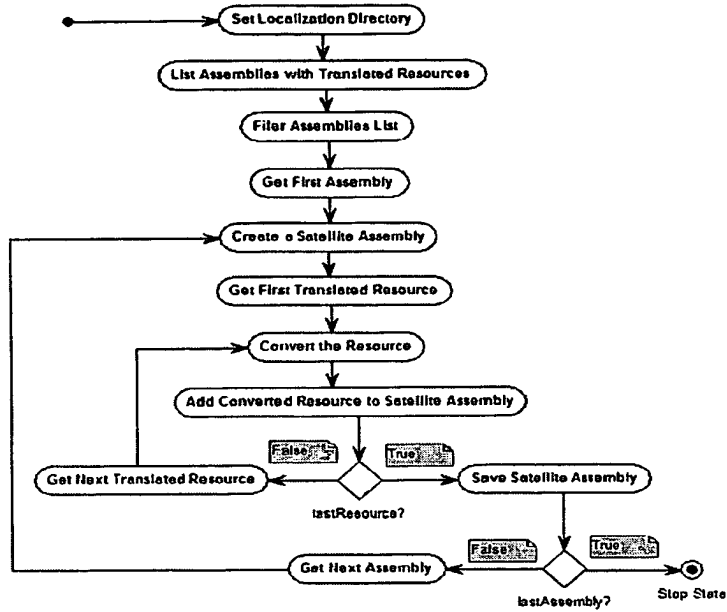 Set Localization Directory
List Assemblies with Translated Resources
Filer Assemblies List
Get First Assembly
Create a Satellite Assembly
Get First Translated Resource
Convert the Resource
Add Converted Resource to Satellite Assembly
False
True
Get Next Translated Resource
Save Satellite Assembly
lastResource?
False
True
Get Next Assembly
lastAssembly?
Stop State